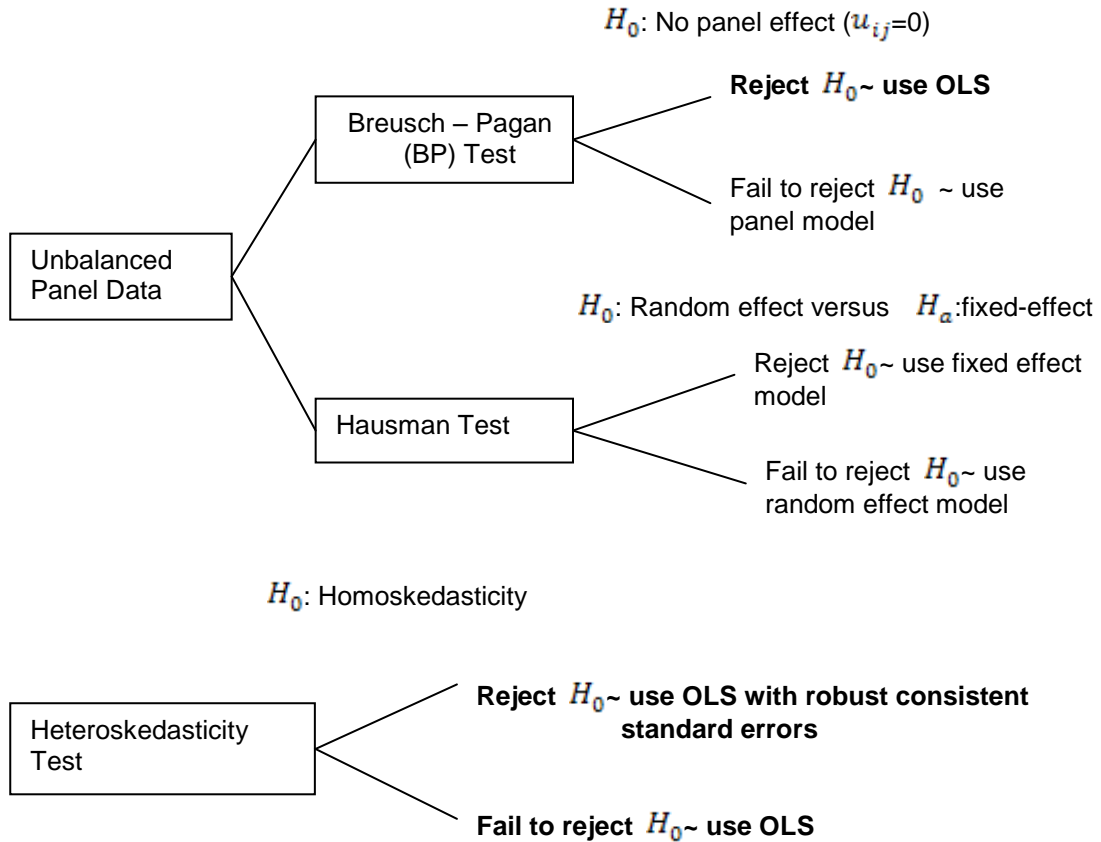 H₀: No panel effect (uᵢⱼ=0)
Reject H₀~ use OLS
Breusch – Pagan
(BP) Test
Fail to reject H₀ ~ use
panel model
Unbalanced
Panel Data
H₀: Random effect versus Hₐ:fixed-effect
Reject H₀~ use fixed effect
model
Hausman Test
Fail to reject H₀~ use
random effect model
H₀: Homoskedasticity
Reject H₀~ use OLS with robust consistent
standard errors
Heteroskedasticity
Test
Fail to reject H₀~ use OLS